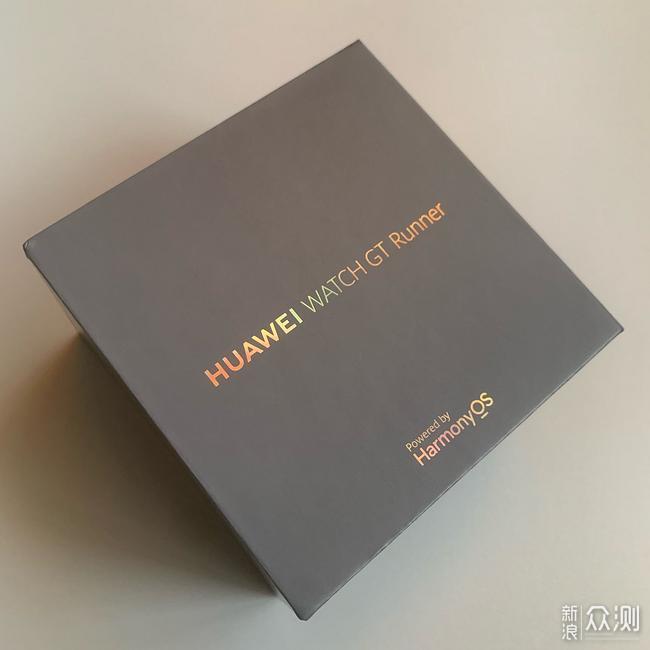 HUAWEI WATCH GT Runner
Powered by
HarmonyOS
新浪
众测